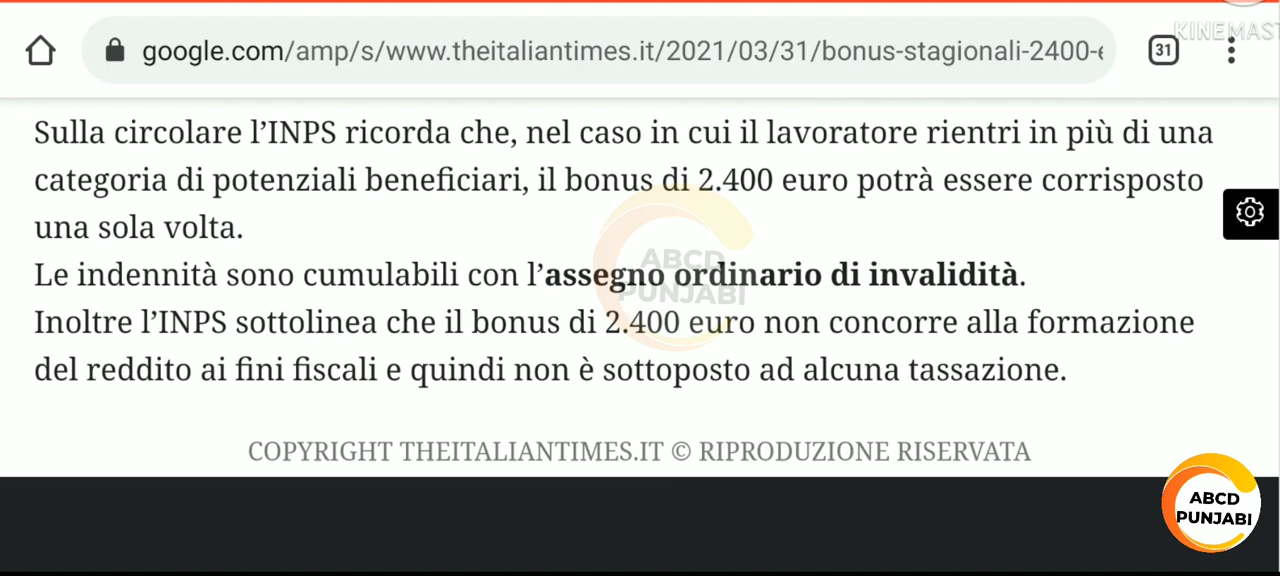 KINEMAST
google.com/amp/s/www.theitaliantimes.it/2021/03/31/bonus-stagionali-2400-e
31
Sulla circolare l’INPS ricorda che, nel caso in cui il lavoratore rientri in più di una
categoria di potenziali beneficiari, il bonus di 2.400 euro potrà essere corrisposto
una sola volta.
Le indennità sono cumulabili con l’assegno ordinario di invalidità.
Inoltre l’INPS sottolinea che il bonus di 2.400 euro non concorre alla formazione
del reddito ai fini fiscali e quindi non è sottoposto ad alcuna tassazione.
ABCD
PUNJABI
COPYRIGHT THEITALIANTIMES.IT © RIPRODUZIONE RISERVATA
ABCD
PUNJABI